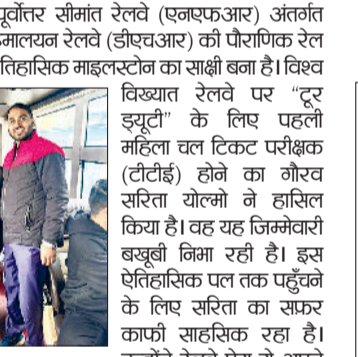 पूर्वोत्तर सीमांत रेलवे (एनएफआर) अंतर्गत
रेलवे (डीएचआर) की पौराणिक रेल
माइलस्टोन का साक्षी बना है। विश्व
विख्यात रेलवे पर “टूर
ड्यूटी” के लिए पहली
महिला चल टिकट परीक्षक
(टीटीई) होने का गौरव
सरिता योल्मो ने हासिल
किया है। वह यह जिम्मेवारी
बखूबी निभा रही है। इस
ऐतिहासिक पल तक पहुँचने
के लिए सरिता का सफ़र
काफी साहसिक रहा है।